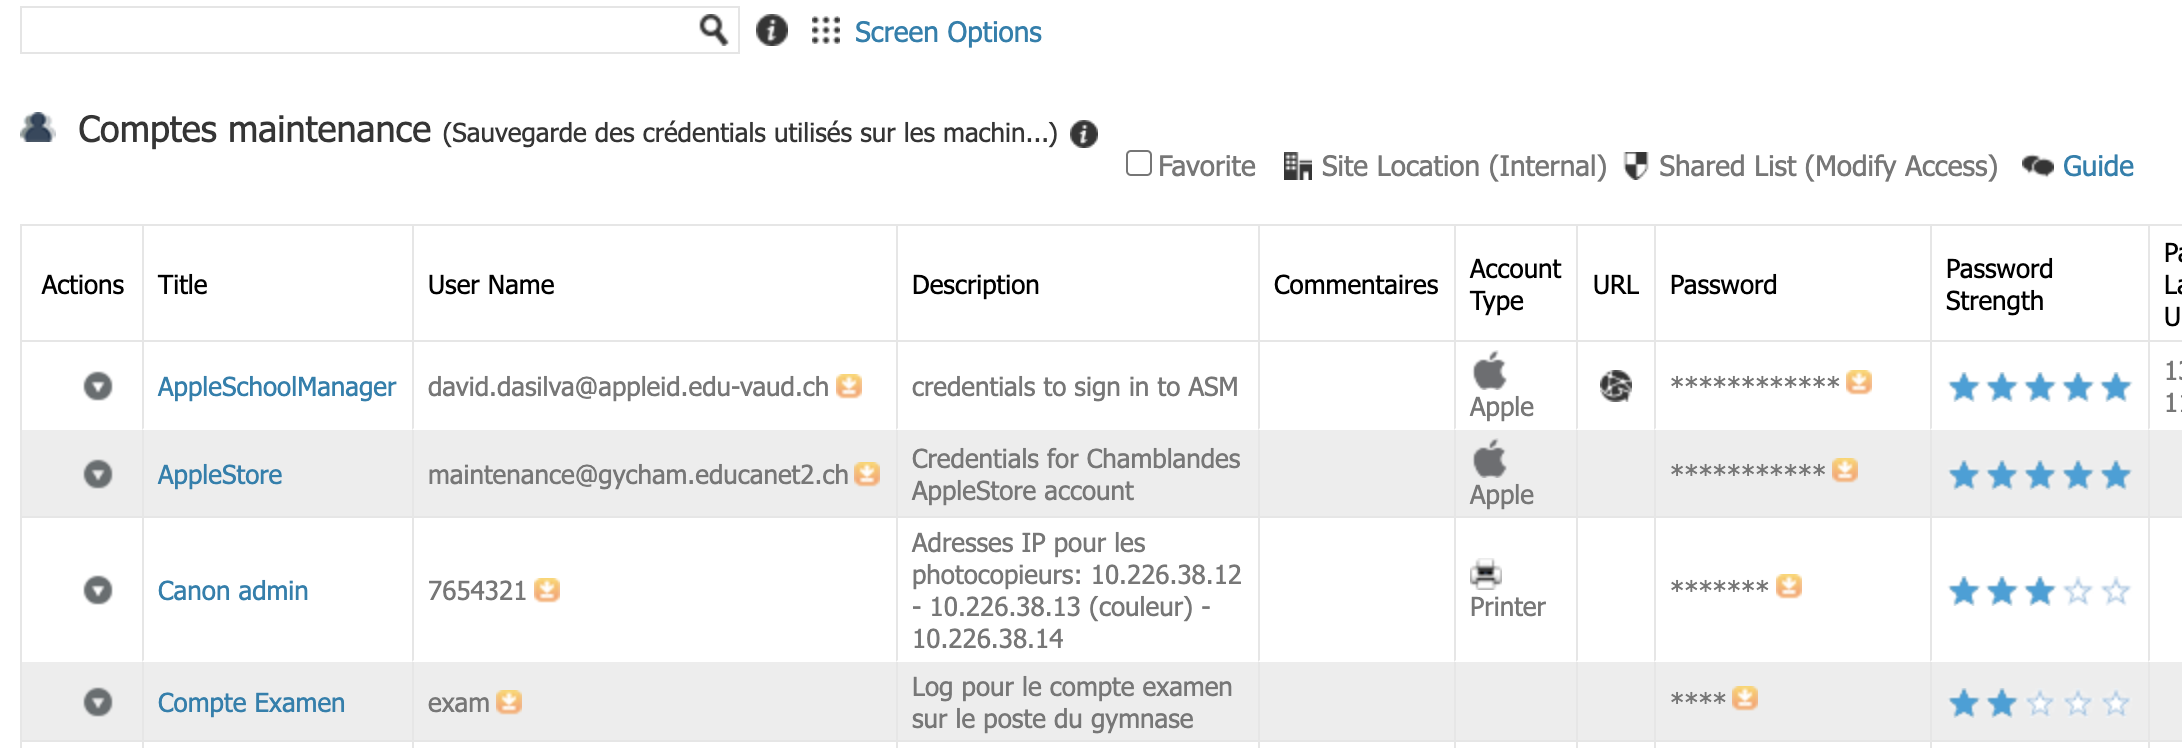 Screen Options
Comptes maintenance (Sauvegarde des crédentials utilisés sur les machin...)
Favorite Site Location (Internal) Shared List (Modify Access) Guide
Actions Title User Name Description Commentaires Account Type URL Password Password Strength
AppleSchoolManager david.dasilva@appleid.edu-vaud.ch credentials to sign in to ASM Apple ************
AppleStore maintenance@gycham.educanet2.ch Credentials for Chamblandes
AppleStore account Apple ***********
Canon admin 7654321 Adresses IP pour les
photocopieurs: 10.226.38.12
- 10.226.38.13 (couleur) -
10.226.38.14 Printer *******
Compte Examen exam Log pour le compte examen
sur le poste du gymnase ****